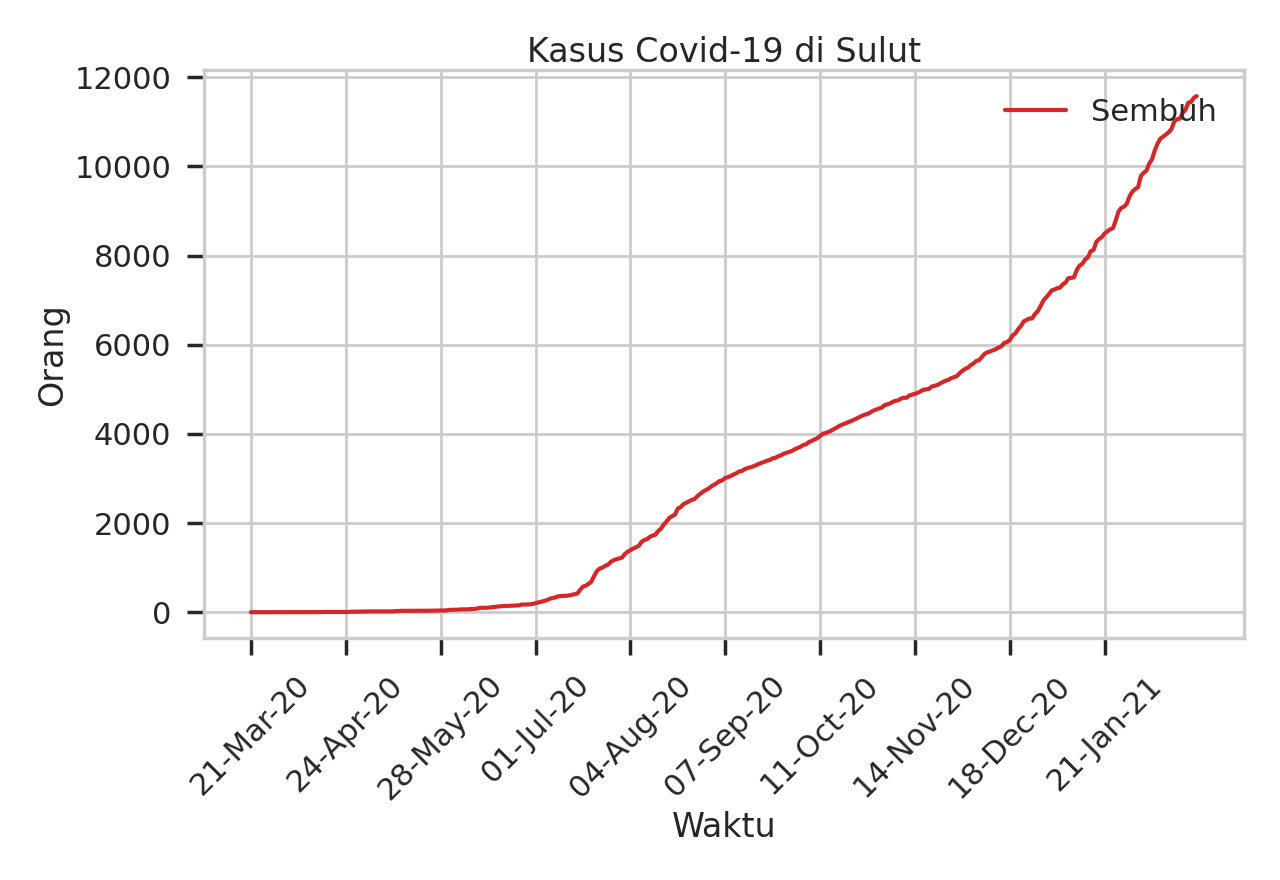 Kasus Covid-19 di Sulut
12000
10000
8000
6000
4000
2000
0
Orang
Sembuh
21-Mar-20
24-Apr-20
28-May-20
01-Jul-20
04-Aug-20
07-Sep-20
11-Oct-20
14-Nov-20
18-Dec-20
21-Jan-21
Waktu